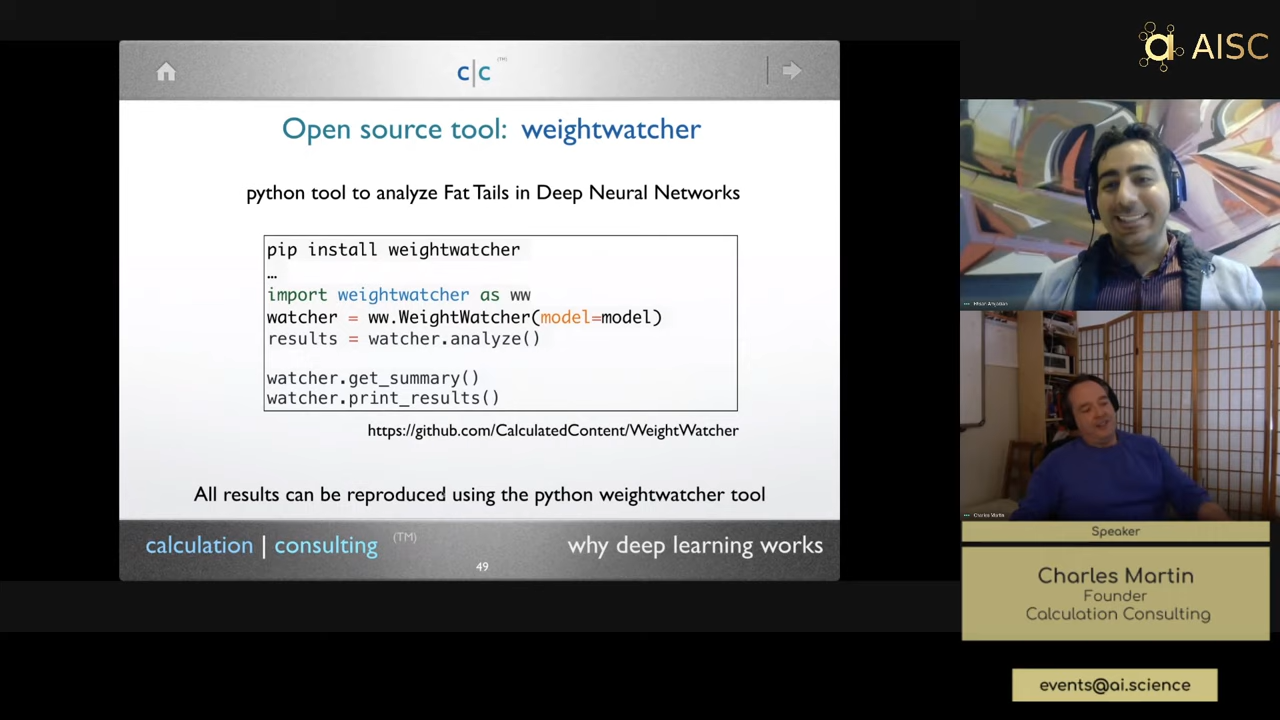 c|c (TM)
Open source tool: weightwatcher
python tool to analyze Fat Tails in Deep Neural Networks
pip install weightwatcher
…
import weightwatcher as ww
watcher = ww.WeightWatcher(model=model)
results = watcher.analyze()
watcher.get_summary()
watcher.print_results()
https://github.com/CalculatedContent/WeightWatcher
All results can be reproduced using the python weightwatcher tool
calculation | consulting (TM)
why deep learning works
49
AISC
Charles Martin
Speaker
Charles Martin
Founder
Calculation Consulting
events@ai.science